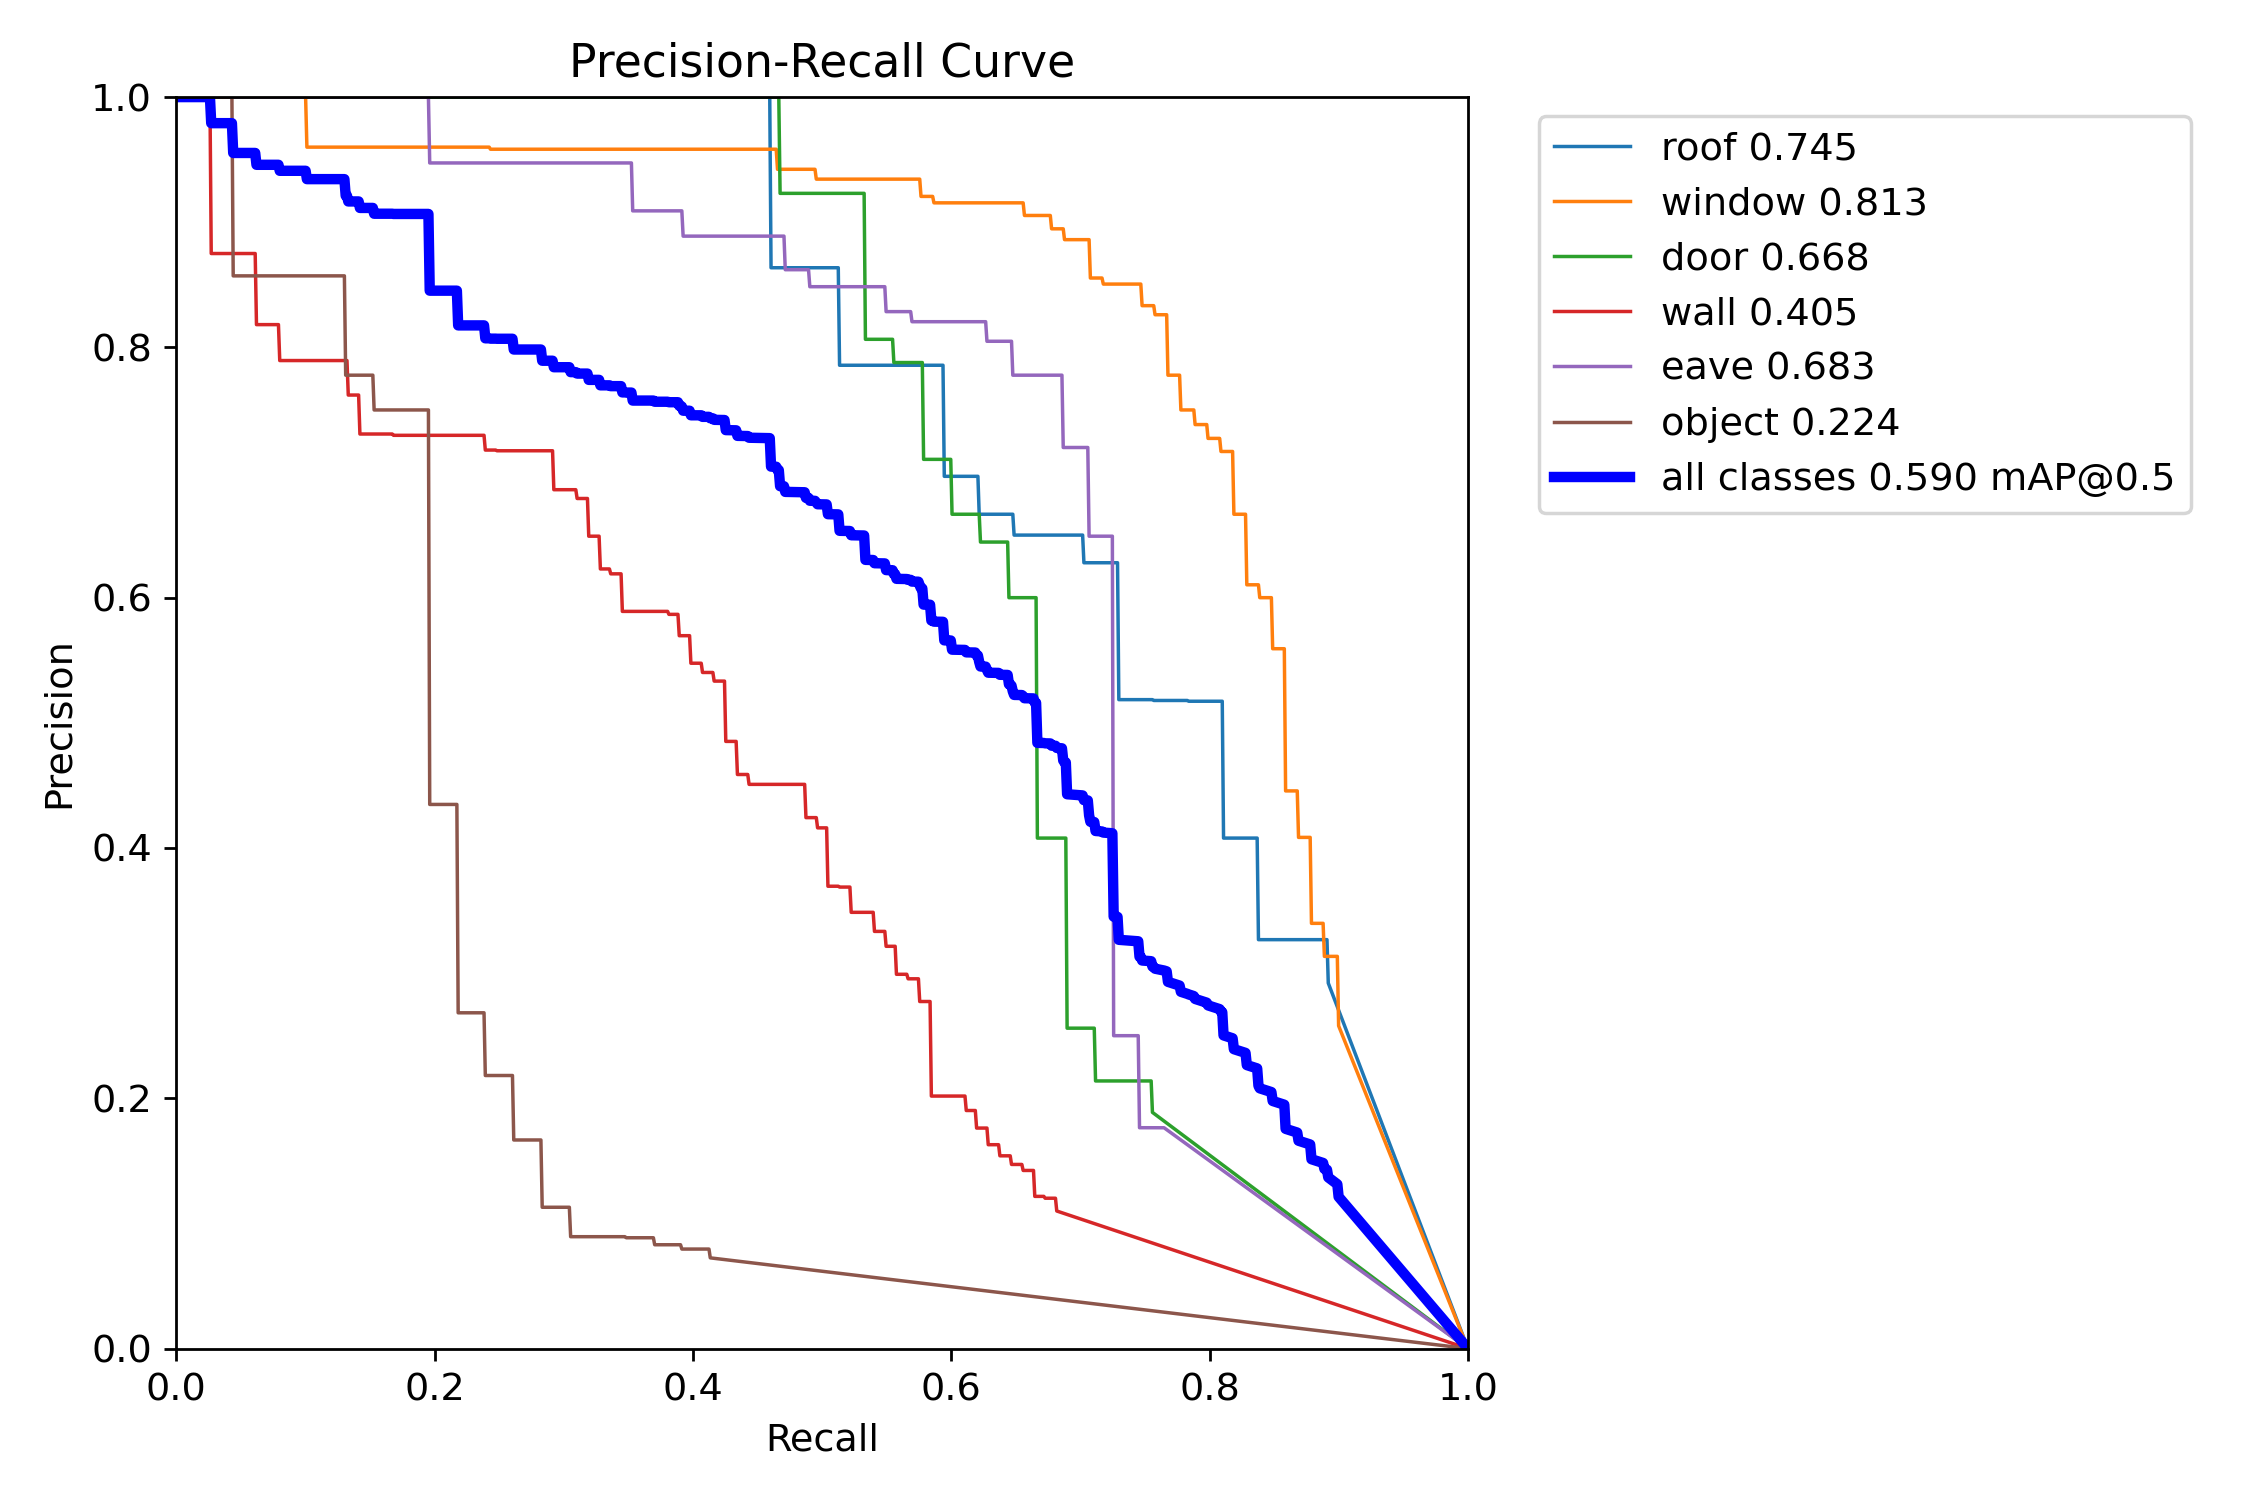 Precision-Recall Curve
1.0
0.8
0.6
0.4
0.2
0.0
Precision
0.0 0.2 0.4 0.6 0.8 1.0
Recall
roof 0.745
window 0.813
door 0.668
wall 0.405
eave 0.683
object 0.224
all classes 0.590 mAP@0.5